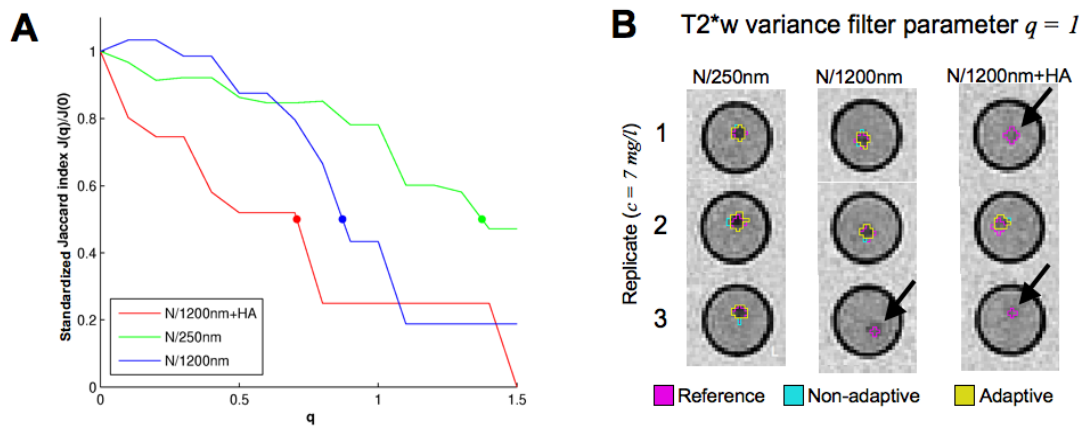 A
Standardized Jaccard index J(q)/J(0)
1
0.8
0.6
0.4
0.2
0
0
0.5
1
1.5
q
N/1200nm+HA
N/250nm
N/1200nm
B T2*w variance filter parameter q = 1
N/250nm N/1200nm N/1200nm+HA
Replicate (c = 7 mg/l)
1
2
3
Reference Non-adaptive Adaptive